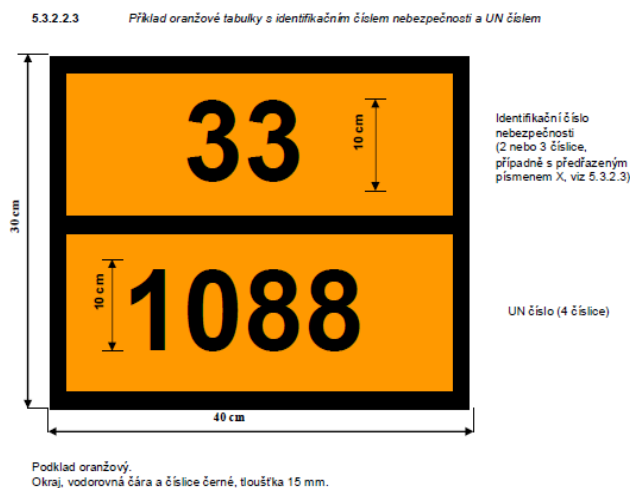 5.3.2.2.3 Příklad oranžové tabulky s identifikačním číslem nebezpečnosti a UN číslem
33
10 cm
Identifikační číslo
nebezpečnosti
(2 nebo 3 číslice,
případně s předřazeným
písmenem X, viz 5.3.2.3)
30 cm
10 cm
1088
UN číslo (4 číslice)
40 cm
Podklad oranžový.
Okraj, vodorovná čára a číslice černé, tloušťka 15 mm.